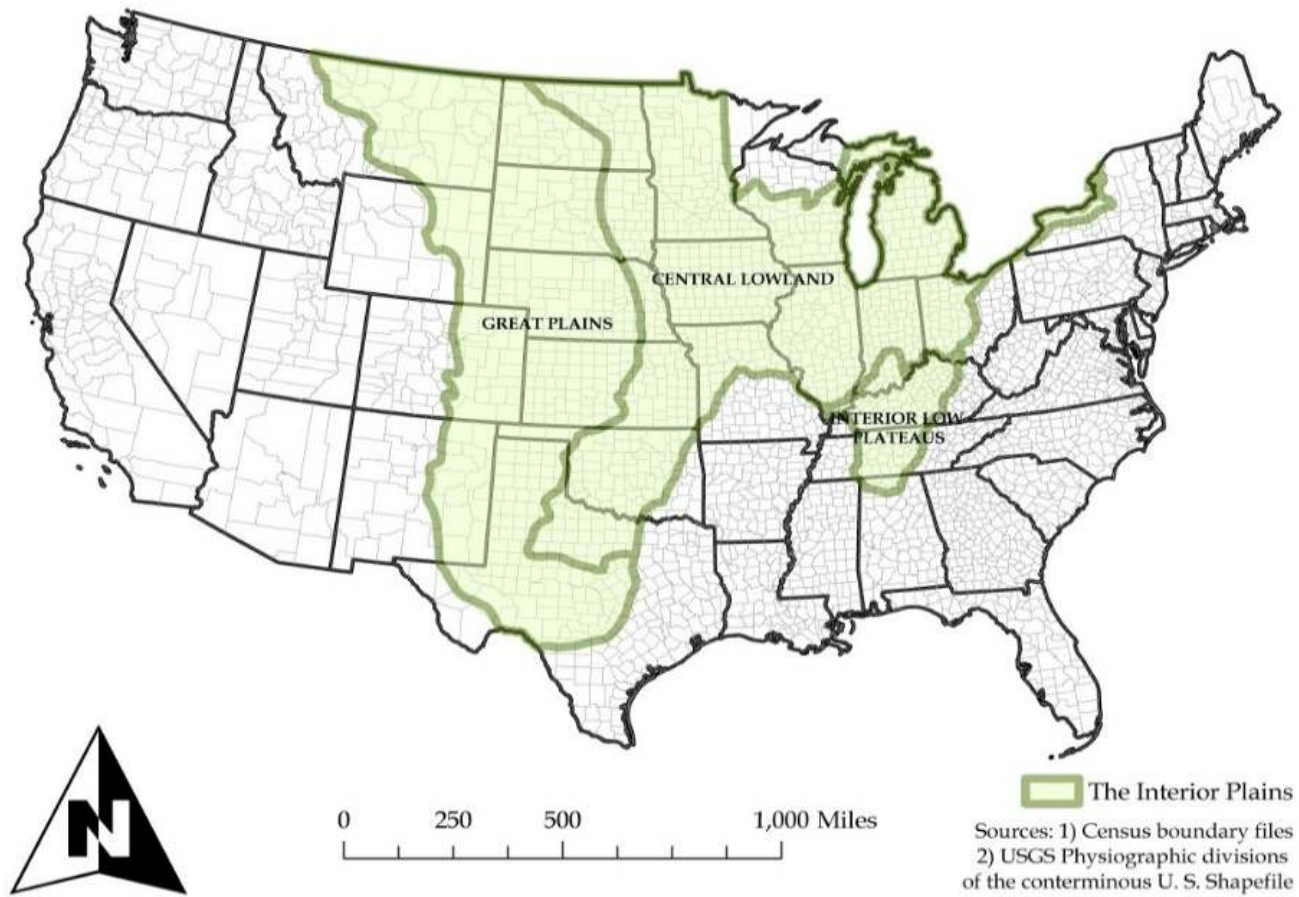 CENTRAL LOWLAND
GREAT PLAINS
INTERIOR LOW
PLATEAUS
N
0 250 500 1,000 Miles
The Interior Plains
Sources: 1) Census boundary files
2) USGS Physiographic divisions
of the conterminous U. S. Shapefile